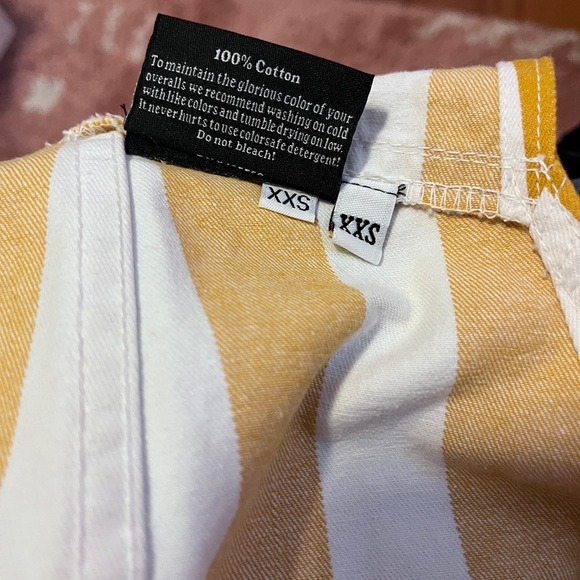 100% Cotton
To maintain the glorious color of your
overalls we recommend washing on cold
with like colors and tumble drying on low.
It never hurts to use colorsafe detergent!
Do not bleach!
XXS
XXS